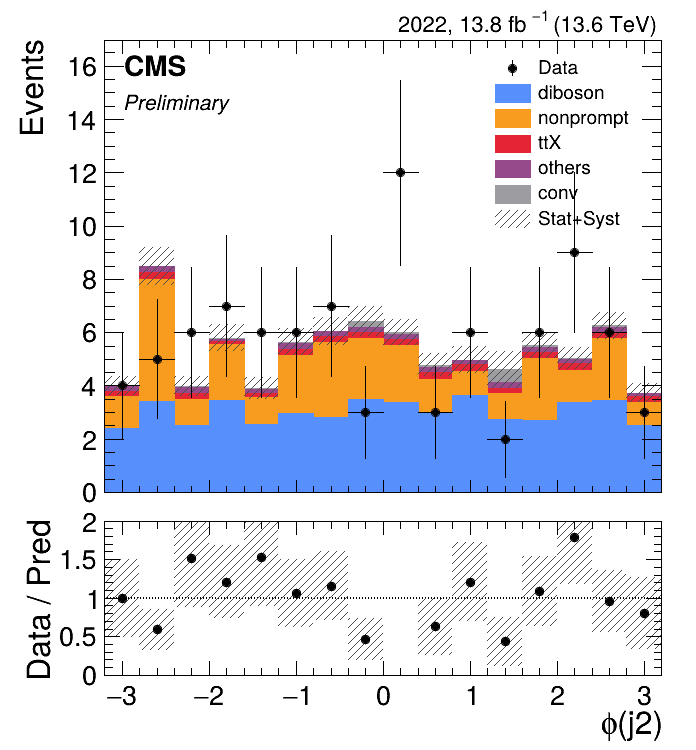 2022, 13.8 fb⁻¹ (13.6 TeV)
Events
CMS
Preliminary
Data
diboson
nonprompt
ttX
others
conv
Stat+Syst
16
14
12
10
8
6
4
2
0
Data / Pred
2
1.5
1
0.5
0
−3 −2 −1 0 1 2 3
ϕ(j2)